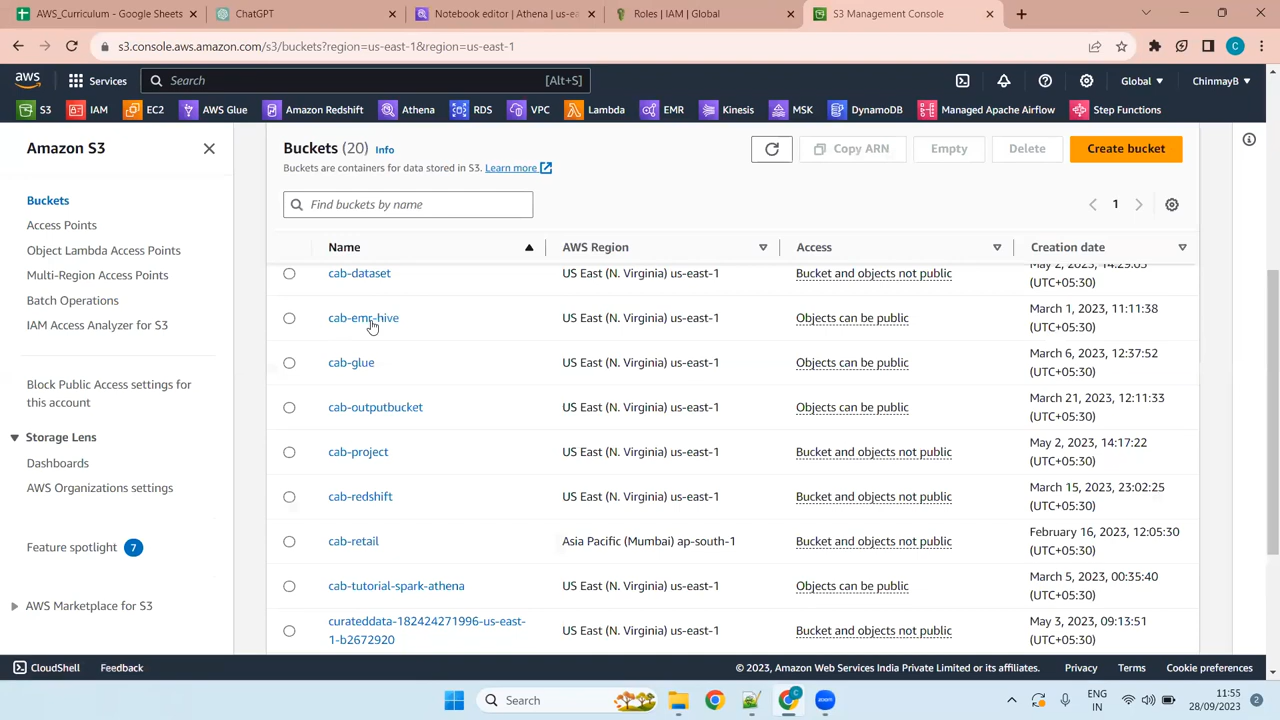 AWS_Curriculum - Google Sheets
ChatGPT
Notebook editor | Athena | us-ea
Roles | IAM | Global
S3 Management Console
s3.console.aws.amazon.com/s3/buckets?region=us-east-1&region=us-east-1
C
aws
Services
Search
[Alt+S]
Global
ChinmayB
S3
IAM
EC2
AWS Glue
Amazon Redshift
Athena
RDS
VPC
Lambda
EMR
Kinesis
MSK
DynamoDB
Managed Apache Airflow
Step Functions
Amazon S3
Buckets
Access Points
Object Lambda Access Points
Multi-Region Access Points
Batch Operations
IAM Access Analyzer for S3
Block Public Access settings for
this account
Storage Lens
Dashboards
AWS Organizations settings
Feature spotlight 7
AWS Marketplace for S3
Buckets (20) Info
Buckets are containers for data stored in S3. Learn more
Copy ARN
Empty
Delete
Create bucket
Find buckets by name
1
Name
AWS Region
Access
Creation date
cab-dataset
US East (N. Virginia) us-east-1
Bucket and objects not public
May 2, 2023, 14:29:03
(UTC+05:30)
cab-emr-hive
US East (N. Virginia) us-east-1
Objects can be public
March 1, 2023, 11:11:38
(UTC+05:30)
cab-glue
US East (N. Virginia) us-east-1
Objects can be public
March 6, 2023, 12:37:52
(UTC+05:30)
cab-outputbucket
US East (N. Virginia) us-east-1
Objects can be public
March 21, 2023, 12:11:33
(UTC+05:30)
cab-project
US East (N. Virginia) us-east-1
Bucket and objects not public
May 2, 2023, 14:17:22
(UTC+05:30)
cab-redshift
US East (N. Virginia) us-east-1
Bucket and objects not public
March 15, 2023, 23:02:25
(UTC+05:30)
cab-retail
Asia Pacific (Mumbai) ap-south-1
Bucket and objects not public
February 16, 2023, 12:05:30
(UTC+05:30)
cab-tutorial-spark-athena
US East (N. Virginia) us-east-1
Objects can be public
March 5, 2023, 00:35:40
(UTC+05:30)
curateddata-182424271996-us-east-
1-b2672920
US East (N. Virginia) us-east-1
Bucket and objects not public
May 3, 2023, 09:13:51
(UTC+05:30)
CloudShell
Feedback
© 2023, Amazon Web Services India Private Limited or its affiliates.
Privacy
Terms
Cookie preferences
Search
ENG
IN
11:55
28/09/2023
2